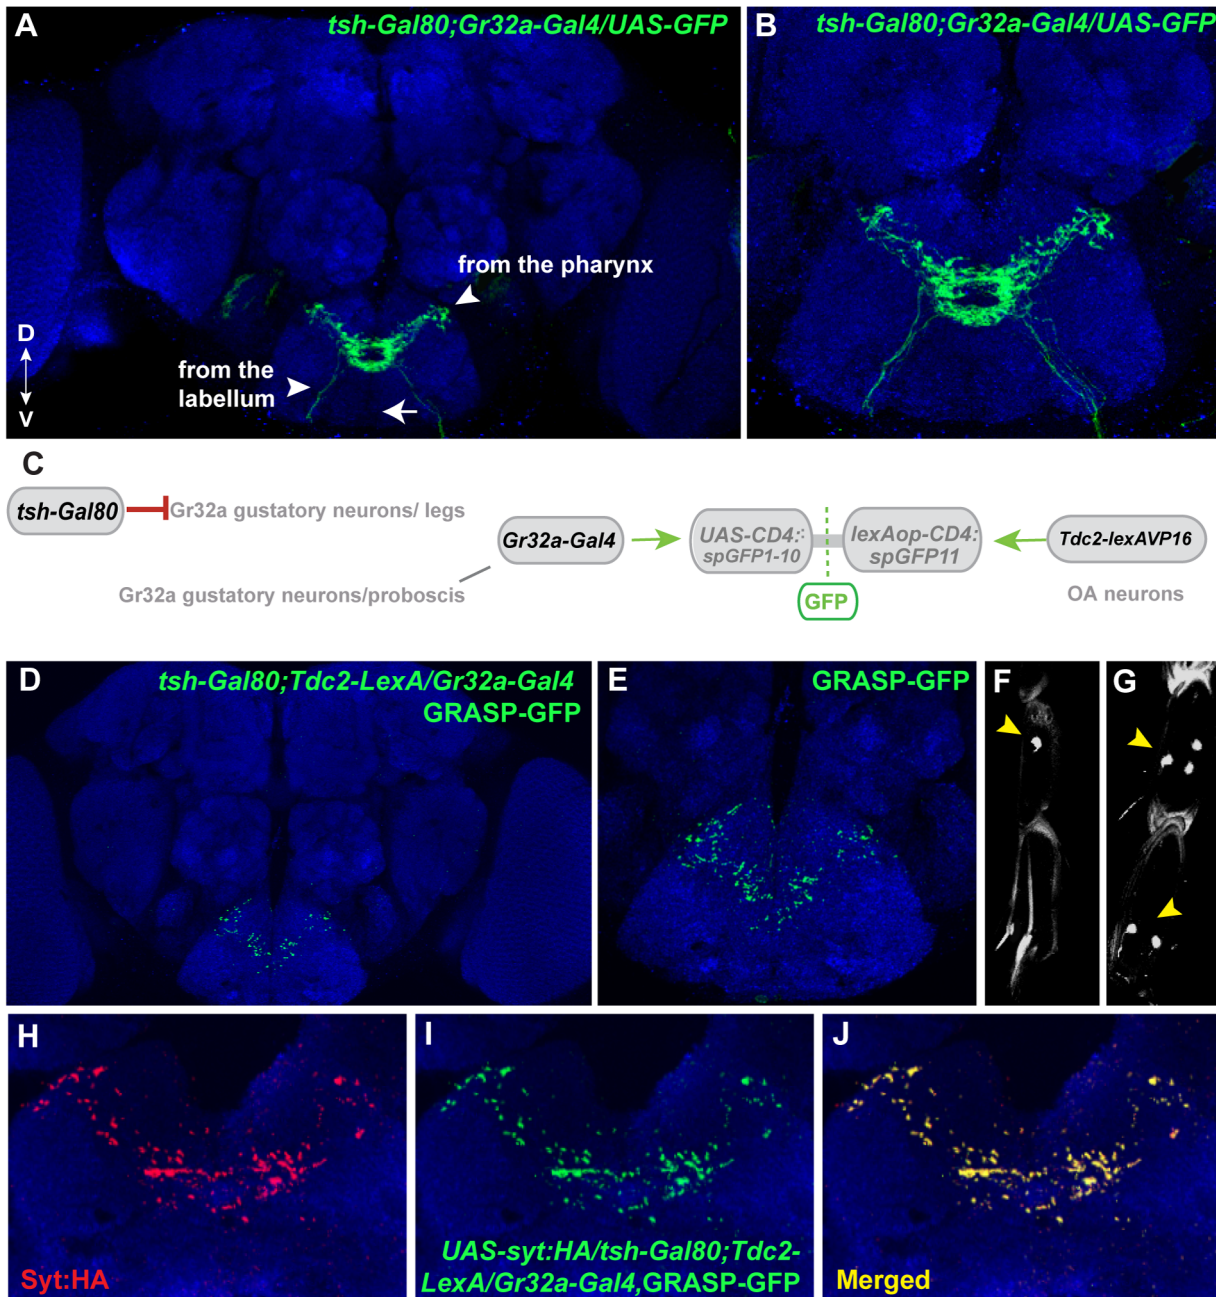 A
tsh-Gal80;Gr32a-Gal4/UAS-GFP
from the pharynx
from the
labellum
D
V
B
tsh-Gal80;Gr32a-Gal4/UAS-GFP
C
tsh-Gal80
Gr32a gustatory neurons/ legs
Gr32a-Gal4
Gr32a gustatory neurons/proboscis
UAS-CD4:
spGFP1-10
lexAop-CD4:
spGFP11
GFP
Tdc2-lexAVP16
OA neurons
D
tsh-Gal80;Tdc2-LexA/Gr32a-Gal4
GRASP-GFP
E
GRASP-GFP
F
G
H
Syt:HA
I
UAS-syt:HA/tsh-Gal80;Tdc2-
LexA/Gr32a-Gal4,GRASP-GFP
J
Merged